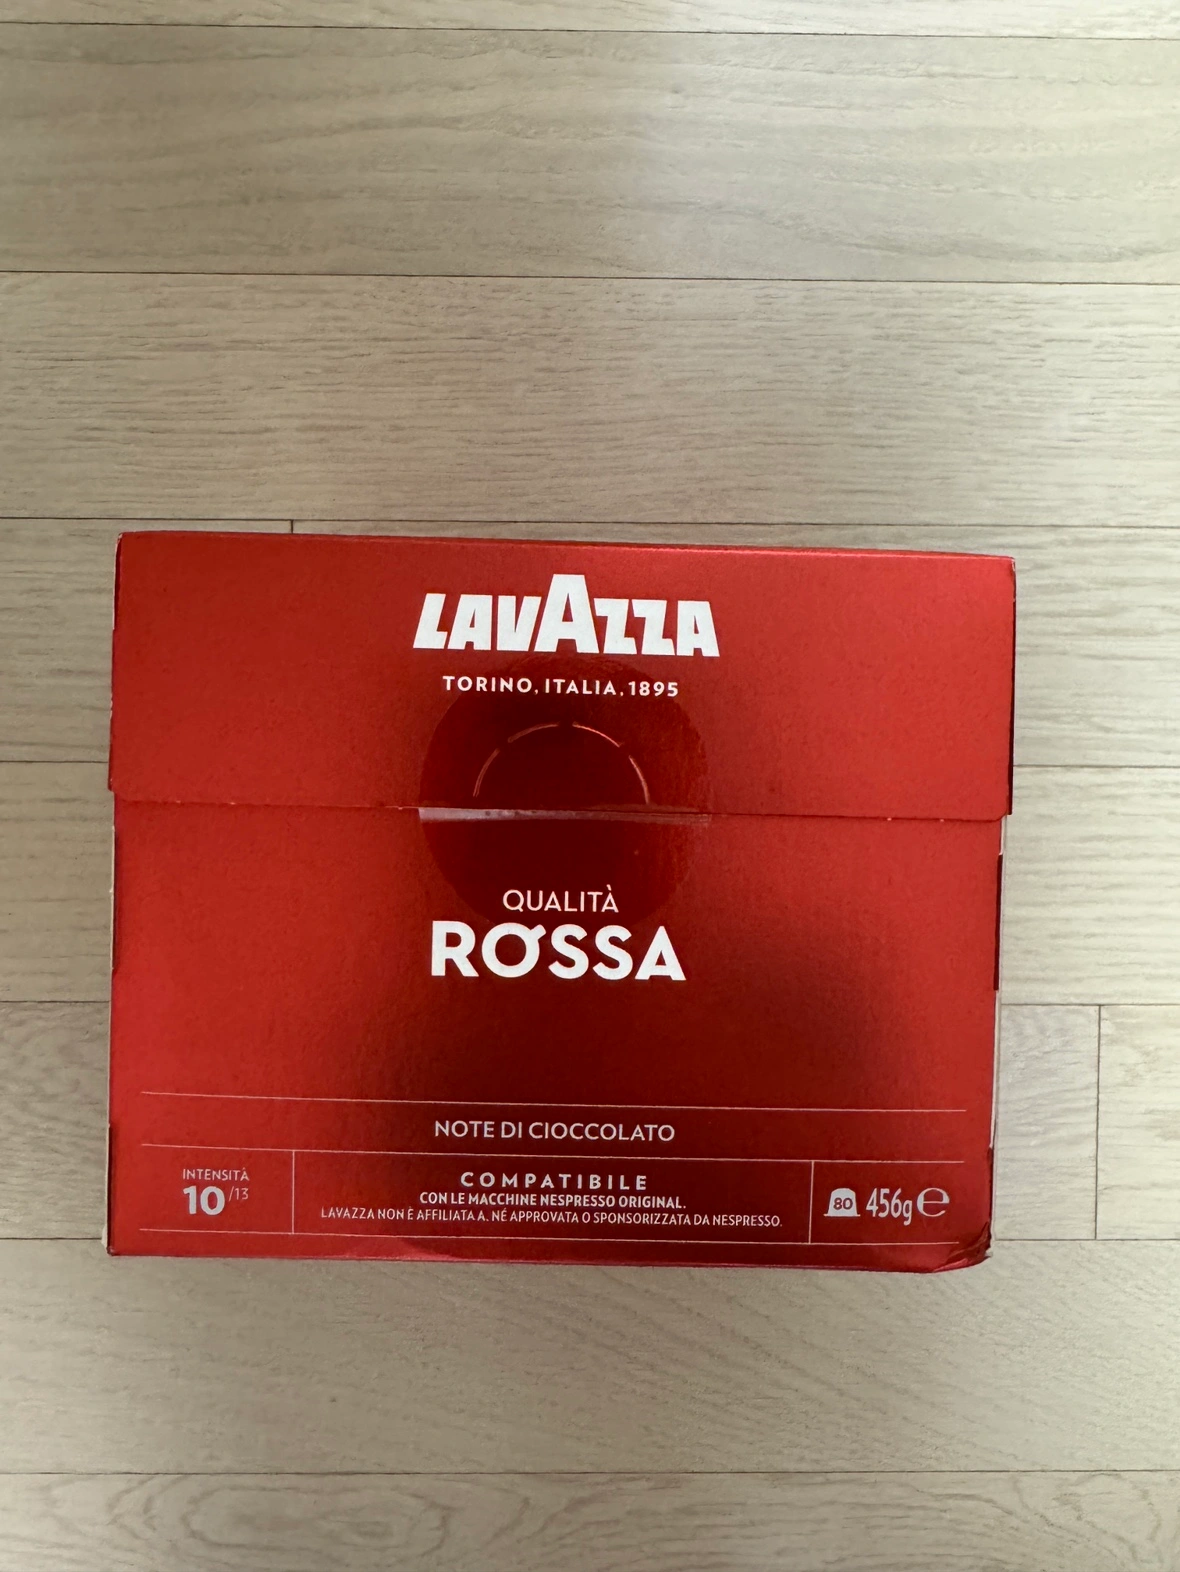 LAVAZZA
TORINO, ITALIA, 1895
QUALITÀ
ROSSA
NOTE DI CIOCCOLATO
INTENSITÀ
10/13
COMPATIBILE
CON LE MACCHINE NESPRESSO ORIGINAL.
LAVAZZA NON È AFFILIATA A, NÉ APPROVATA O SPONSORIZZATA DA NESPRESSO.
80 456g ℮